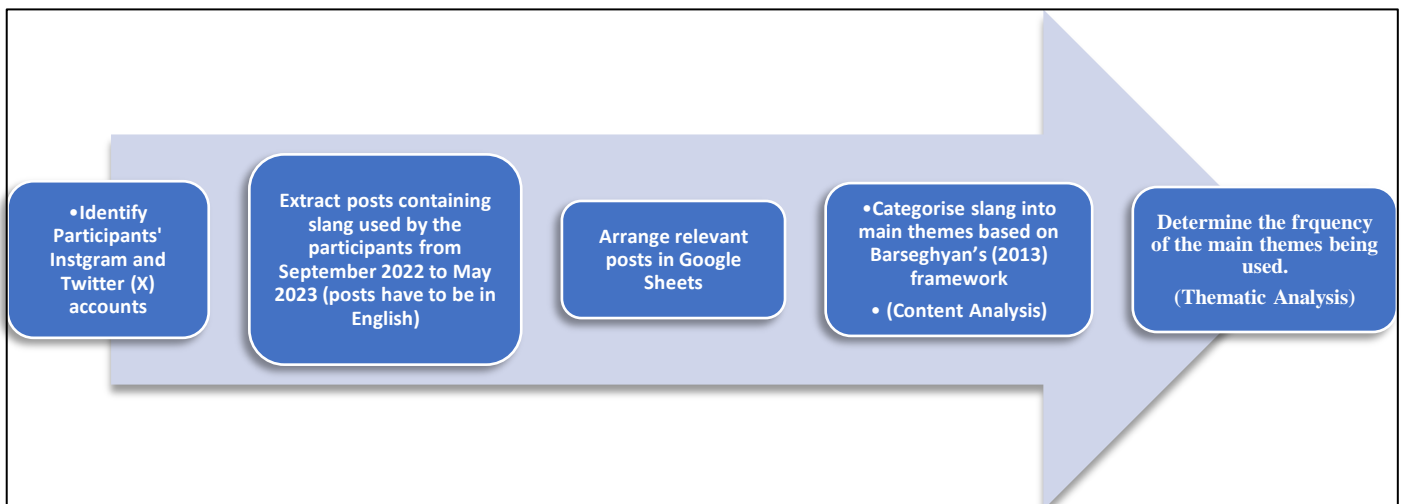 •Identify
Participants'
Instgram and
Twitter (X)
accounts
Extract posts containing
slang used by the
participants from
September 2022 to May
2023 (posts have to be in
English)
Arrange relevant
posts in Google
Sheets
•Categorise slang into
main themes based on
Barseghyan’s (2013)
framework
• (Content Analysis)
Determine the frquency
of the main themes being
used.
(Thematic Analysis)